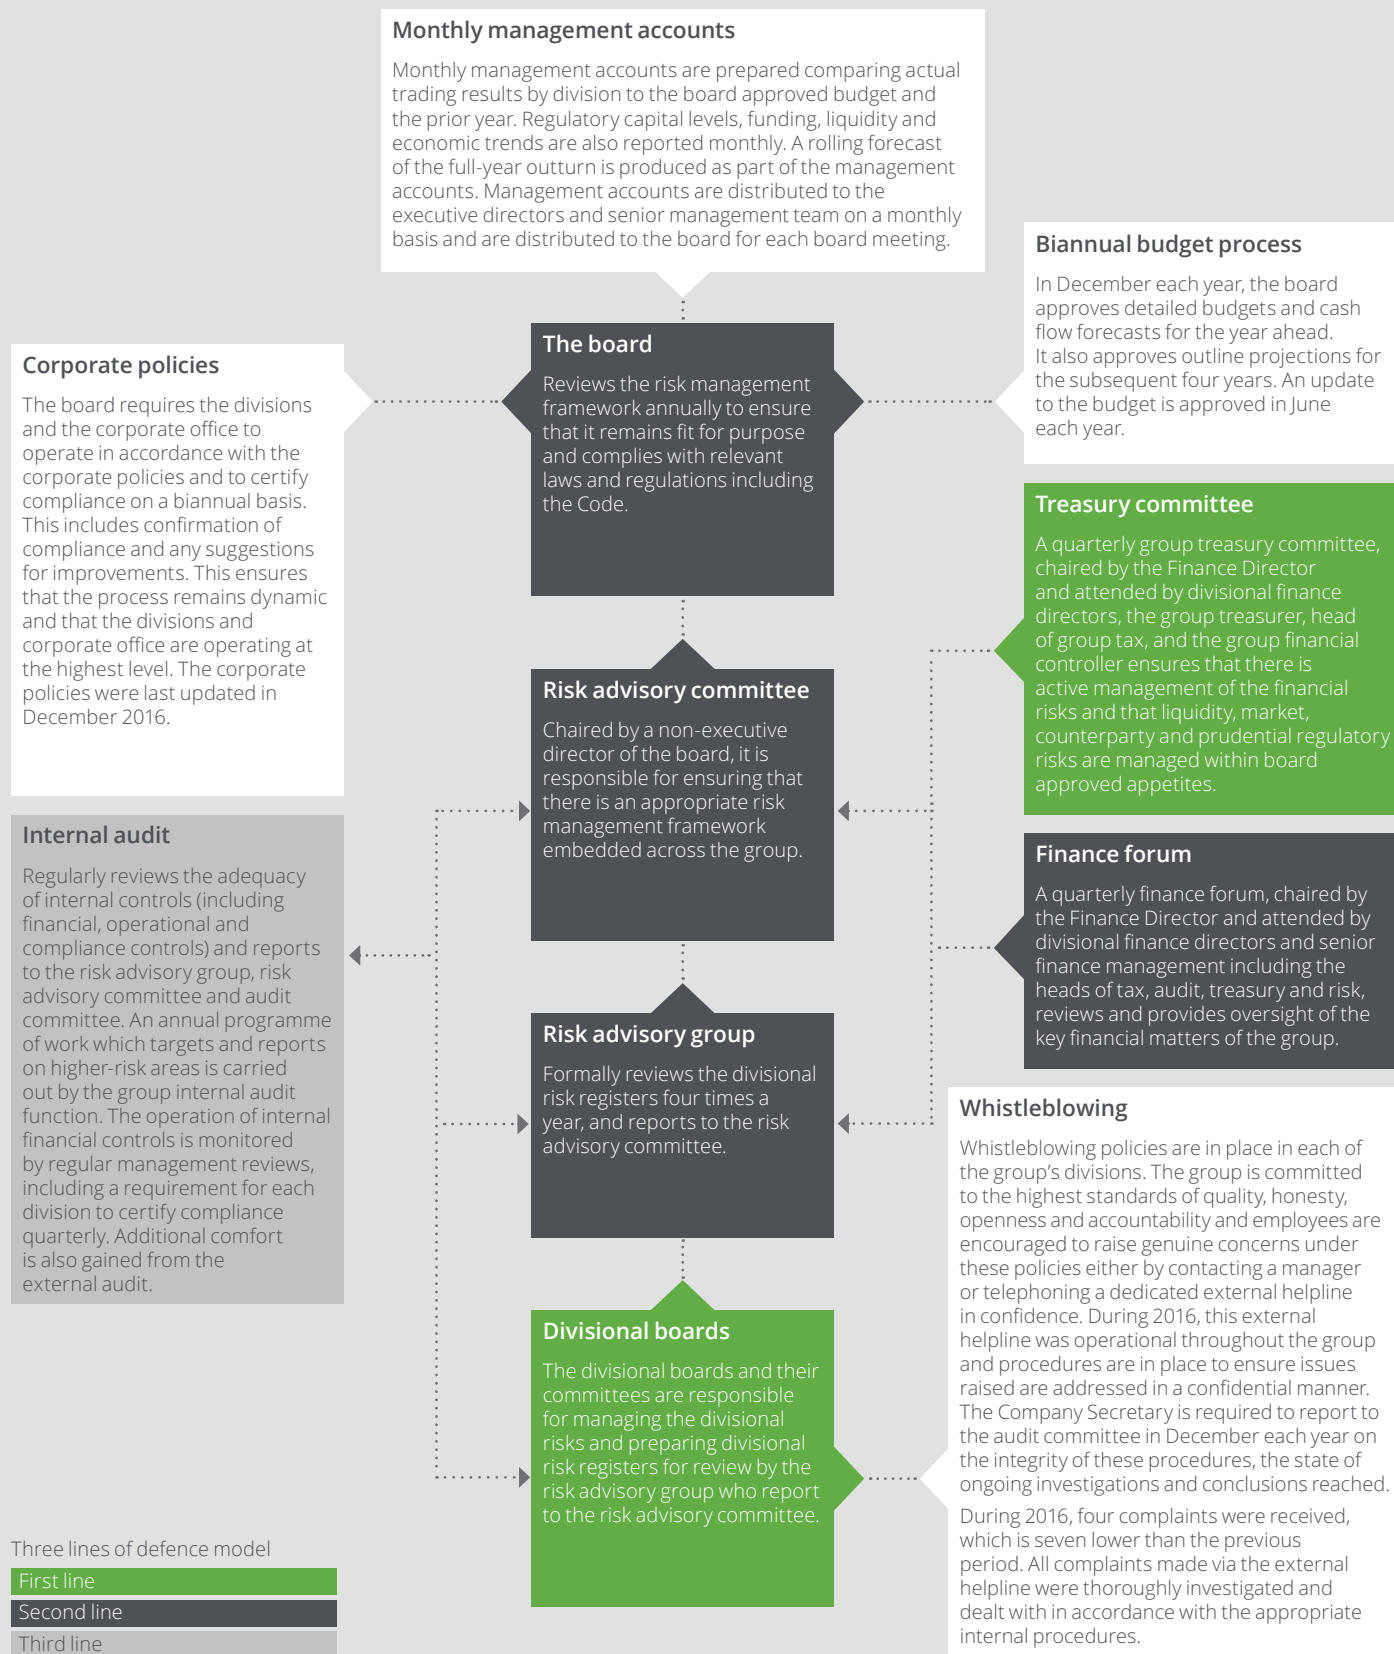 Monthly management accounts
Monthly management accounts are prepared comparing actual
trading results by division to the board approved budget and
the prior year. Regulatory capital levels, funding, liquidity and
economic trends are also reported monthly. A rolling forecast
of the full-year outturn is produced as part of the management
accounts. Management accounts are distributed to the
executive directors and senior management team on a monthly
basis and are distributed to the board for each board meeting.
Corporate policies
The board requires the divisions
and the corporate office to
operate in accordance with the
corporate policies and to certify
compliance on a biannual basis.
This includes confirmation of
compliance and any suggestions
for improvements. This ensures
that the process remains dynamic
and that the divisions and
corporate office are operating at
the highest level. The corporate
policies were last updated in
December 2016.
The board
Reviews the risk management
framework annually to ensure
that it remains fit for purpose
and complies with relevant
laws and regulations including
the Code.
Biannual budget process
In December each year, the board
approves detailed budgets and cash
flow forecasts for the year ahead.
It also approves outline projections for
the subsequent four years. An update
to the budget is approved in June
each year.
Treasury committee
A quarterly group treasury committee,
chaired by the Finance Director
and attended by divisional finance
directors, the group treasurer, head
of group tax, and the group financial
controller ensures that there is
active management of the financial
risks and that liquidity, market,
counterparty and prudential regulatory
risks are managed within board
approved appetites.
Risk advisory committee
Chaired by a non-executive
director of the board, it is
responsible for ensuring that
there is an appropriate risk
management framework
embedded across the group.
Internal audit
Regularly reviews the adequacy
of internal controls (including
financial, operational and
compliance controls) and reports
to the risk advisory group, risk
advisory committee and audit
committee. An annual programme
of work which targets and reports
on higher-risk areas is carried
out by the group internal audit
function. The operation of internal
financial controls is monitored
by regular management reviews,
including a requirement for each
division to certify compliance
quarterly. Additional comfort
is also gained from the
external audit.
Finance forum
A quarterly finance forum, chaired by
the Finance Director and attended by
divisional finance directors and senior
finance management including the
heads of tax, audit, treasury and risk,
reviews and provides oversight of the
key financial matters of the group.
Risk advisory group
Formally reviews the divisional
risk registers four times a
year, and reports to the risk
advisory committee.
Whistleblowing
Whistleblowing policies are in place in each of
the group's divisions. The group is committed
to the highest standards of quality, honesty,
openness and accountability and employees are
encouraged to raise genuine concerns under
these policies either by contacting a manager
or telephoning a dedicated external helpline
in confidence. During 2016, this external
helpline was operational throughout the group
and procedures are in place to ensure issues
raised are addressed in a confidential manner.
The Company Secretary is required to report to
the audit committee in December each year on
the integrity of these procedures, the state of
ongoing investigations and conclusions reached.
During 2016, four complaints were received,
which is seven lower than the previous
period. All complaints made via the external
helpline were thoroughly investigated and
dealt with in accordance with the appropriate
internal procedures.
Divisional boards
The divisional boards and their
committees are responsible
for managing the divisional
risks and preparing divisional
risk registers for review by the
risk advisory group who report
to the risk advisory committee.
Three lines of defence model
First line
Second line
Third line